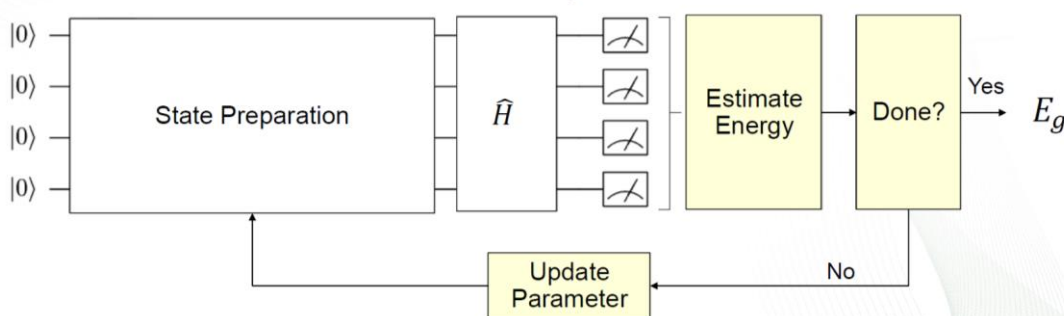 |0⟩
|0⟩
|0⟩
|0⟩
State Preparation
Ĥ
Estimate
Energy
Done?
Yes
E_g
No
Update
Parameter